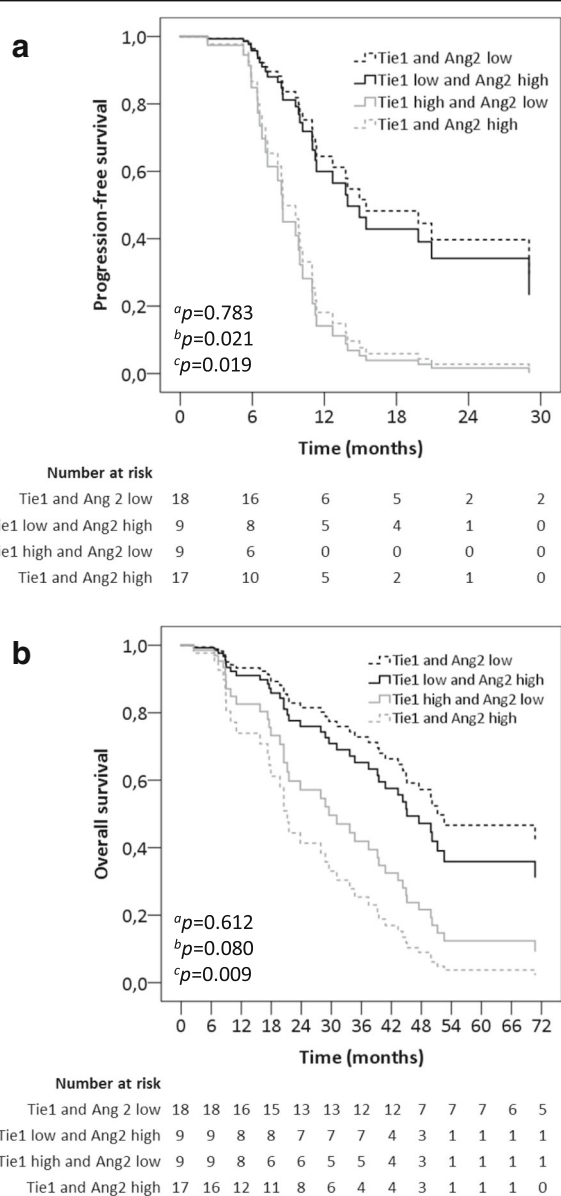 a
Progression-free survival
1,0
0,8
0,6
0,4
0,2
0,0
Tie1 and Ang2 low
Tie1 low and Ang2 high
Tie1 high and Ang2 low
Tie1 and Ang2 high
ap=0.783
bp=0.021
cp=0.019
0 6 12 18 24 30
Time (months)
Number at risk
Tie1 and Ang 2 low 18 16 6 5 2 2
ie1 low and Ang2 high 9 8 5 4 1 0
ie1 high and Ang2 low 9 6 0 0 0 0
Tie1 and Ang2 high 17 10 5 2 1 0
b
Overall survival
1,0
0,8
0,6
0,4
0,2
0,0
Tie1 and Ang2 low
Tie1 low and Ang2 high
Tie1 high and Ang2 low
Tie1 and Ang2 high
ap=0.612
bp=0.080
cp=0.009
0 6 12 18 24 30 36 42 48 54 60 66 72
Time (months)
Number at risk
Tie1 and Ang 2 low 18 18 16 15 13 13 12 12 7 7 7 6 5
Tie1 low and Ang2 high 9 9 8 8 7 7 7 4 3 1 1 1 1
Tie1 high and Ang2 low 9 9 8 6 6 5 5 4 3 1 1 1 1
Tie1 and Ang2 high 17 16 12 11 8 6 4 4 3 1 1 1 0